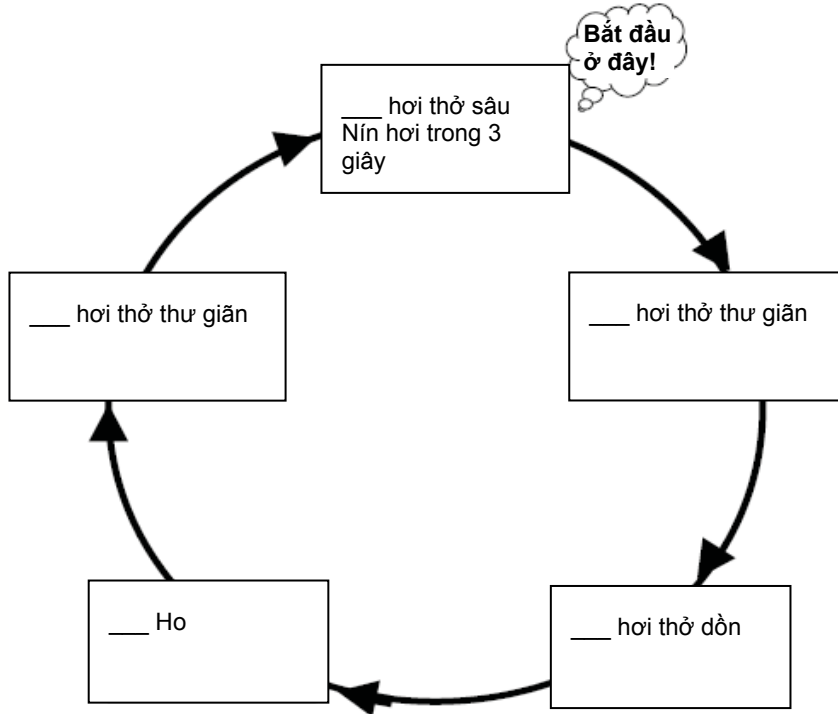 Bắt đầu
ở đây!
___ hơi thở sâu
Nín hơi trong 3
giây
___ hơi thở thư giãn
___ hơi thở dồn
___ Ho
___ hơi thở thư giãn